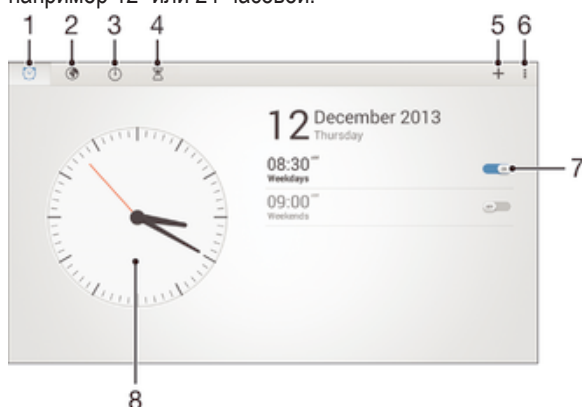 например 12- или 24-часовой.
1 2 3 4 5 6
12 December 2013
Thursday
08:30
Weekdays
7
09:00
Weekends
8